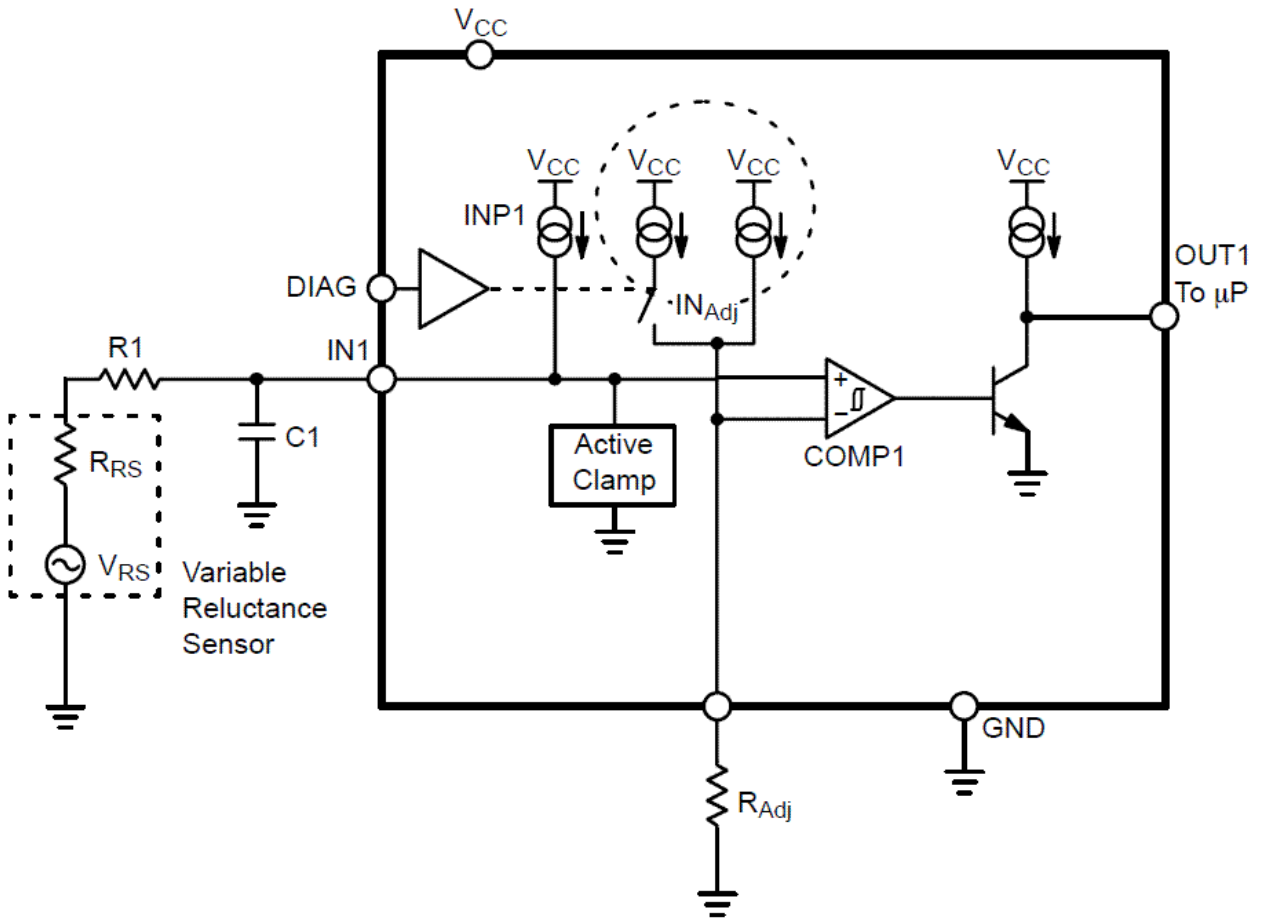 VCC
VCC
VCC
VCC
VCC
INP1
DIAG
INAdj
OUT1
To μP
R1
IN1
+
−
C1
RRS
Active
Clamp
COMP1
VRS
Variable
Reluctance
Sensor
GND
RAdj